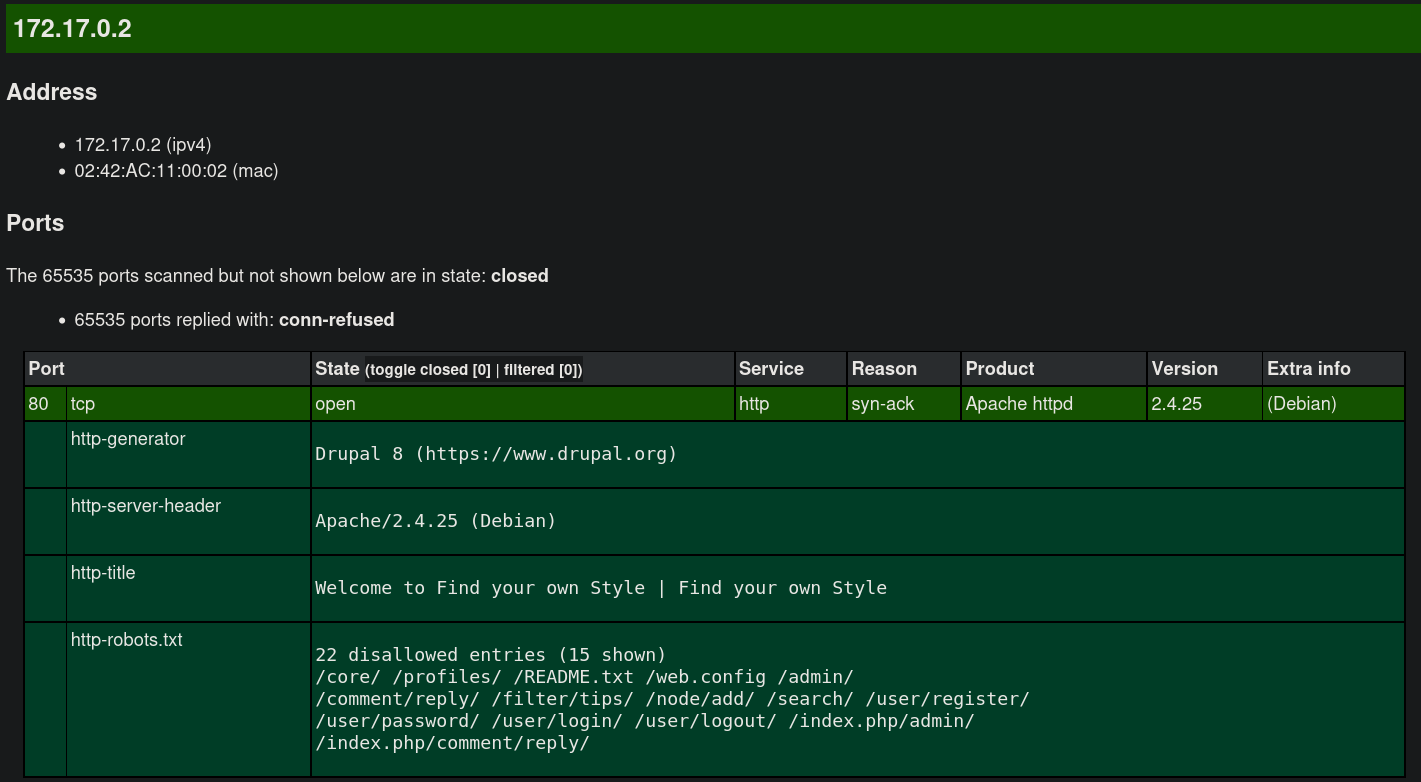 172.17.0.2
Address
172.17.0.2 (ipv4)
02:42:AC:11:00:02 (mac)
Ports
The 65535 ports scanned but not shown below are in state: closed
65535 ports replied with: conn-refused
Port State (toggle closed [0] | filtered [0]) Service Reason Product Version Extra info
80 tcp open http syn-ack Apache httpd 2.4.25 (Debian)
http-generator
Drupal 8 (https://www.drupal.org)
http-server-header
Apache/2.4.25 (Debian)
http-title
Welcome to Find your own Style | Find your own Style
http-robots.txt
22 disallowed entries (15 shown)
/core/ /profiles/ /README.txt /web.config /admin/
/comment/reply/ /filter/tips/ /node/add/ /search/ /user/register/
/user/password/ /user/login/ /user/logout/ /index.php/admin/
/index.php/comment/reply/